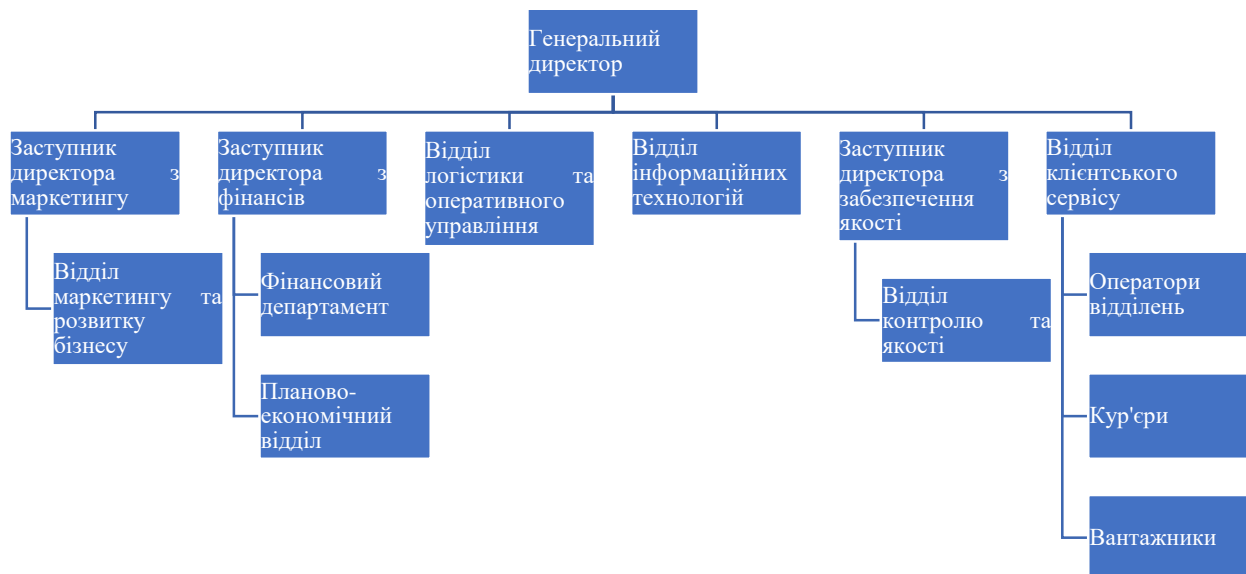 Генеральний
директор
Заступник
директора з
маркетингу
Заступник
директора з
фінансів
Відділ
логістики та
оперативного
управління
Відділ
інформаційних
технологій
Заступник
директора з
забезпечення
якості
Відділ
клієнтського
сервісу
Відділ
маркетингу та
розвитку
бізнесу
Фінансовий
департамент
Планово-
економічний
відділ
Відділ
контролю та
якості
Оператори
відділень
Кур'єри
Вантажники